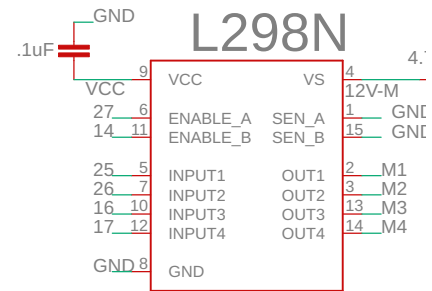 GND
L298N
.1uF
4.
9 VCC VS 4
VCC 12V-M
27 6 ENABLE_A SEN_A 1 GND
14 11 ENABLE_B SEN_B 15 GND
25 5 INPUT1 OUT1 2 M1
26 7 INPUT2 OUT2 3 M2
16 10 INPUT3 OUT3 13 M3
17 12 INPUT4 OUT4 14 M4
GND 8 GND